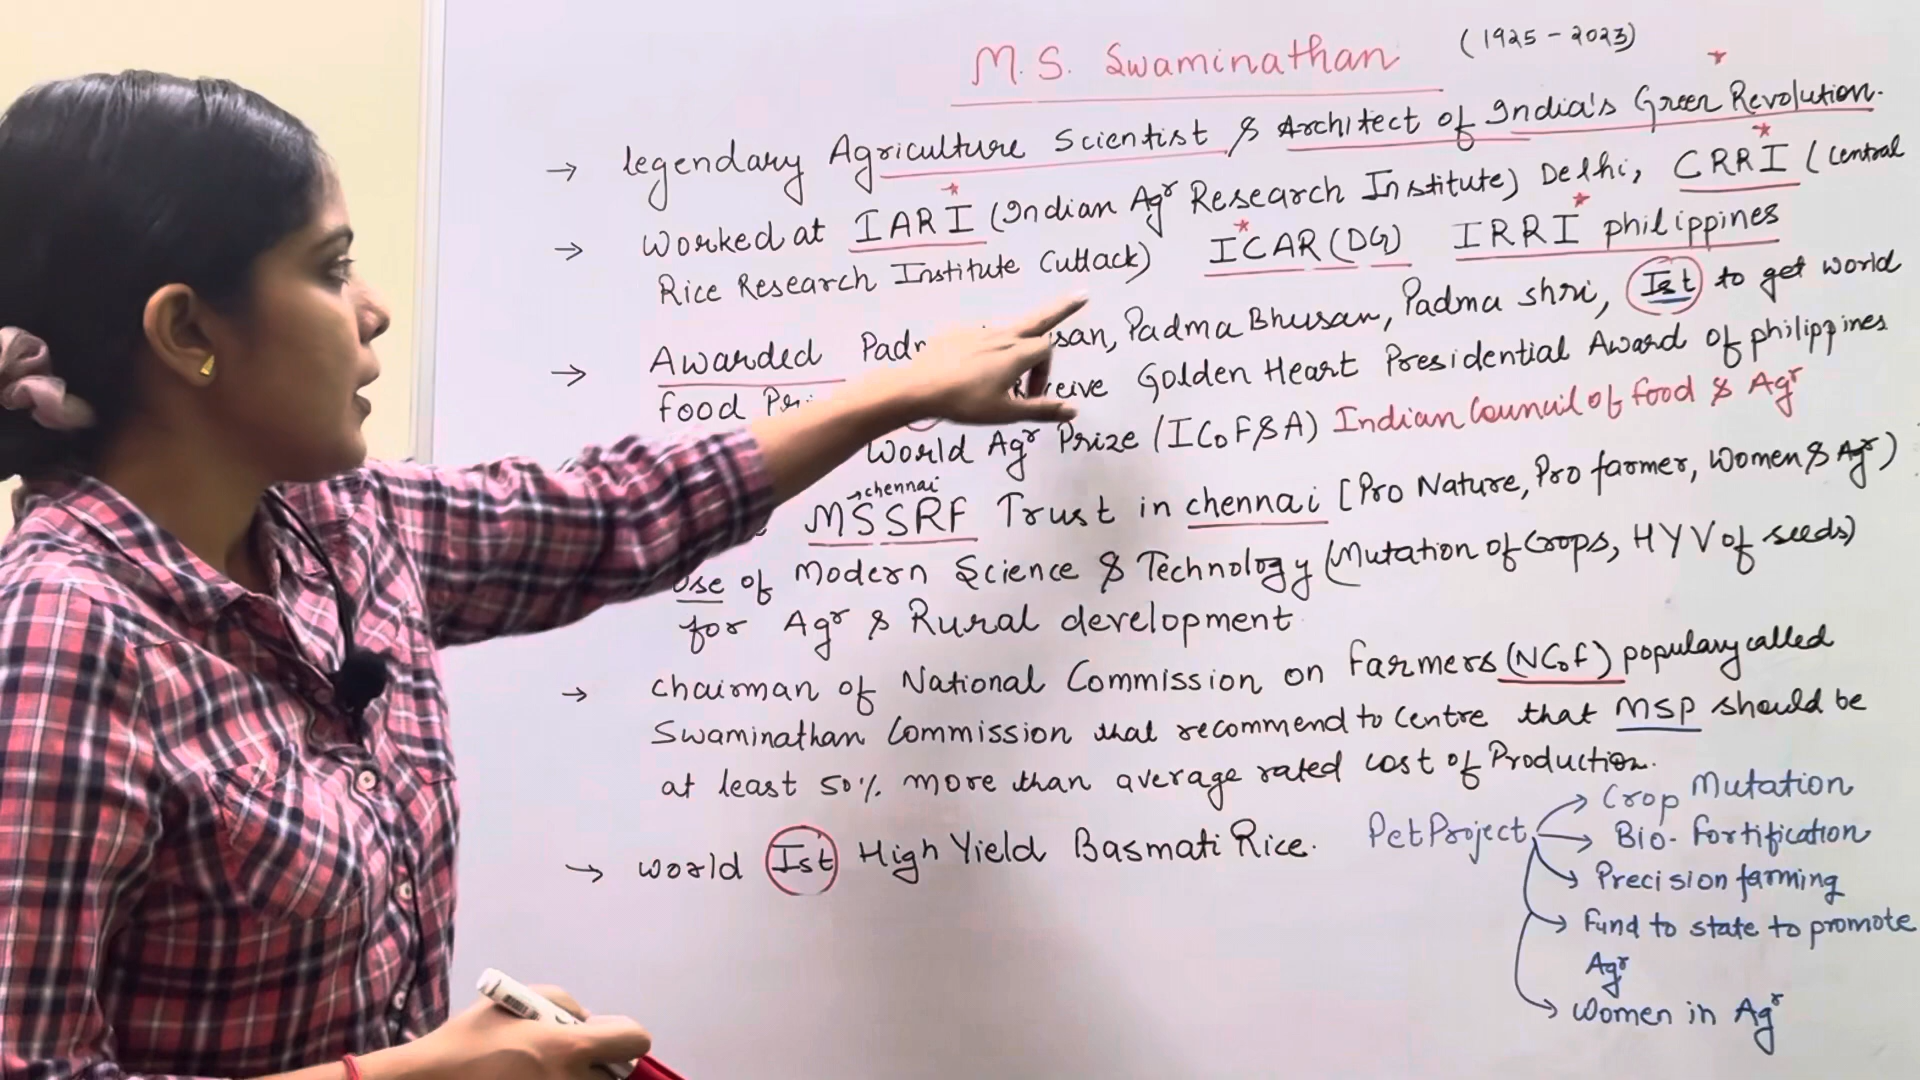 M.S. Swaminathan (1925 - 2023)
→ legendary Agriculture Scientist & Architect of India's Green Revolution.
→ Worked at IARI (Indian Agr Research Institute) Delhi, CRRI (Central
Rice Research Institute Cuttack) ICAR (DG) IRRI philippines
→ Awarded Padm san, Padma Bhusan, Padma shri, Ist to get world
food Pri ceive Golden Heart Presidential Award of philippines
World Agr Prize (ICoF&A) Indian Council of food & Agr
→chennai
MSSRF Trust in chennai [Pro Nature, Pro farmer, Women & Agr)
Use of Modern Science & Technology (Mutation of Crops, HYV of seeds)
for Agr & Rural development
→ chairman of National Commission on farmers (NCoF) populary called
Swaminathan Commission that recommend to Centre that MSP should be
at least 50% more than average rated cost of Production.
→ world Ist High Yield Basmati Rice.
Pet Project → Crop Mutation
→ Bio-fortification
→ Precision farming
→ Fund to state to promote
Agr
→ Women in Agr